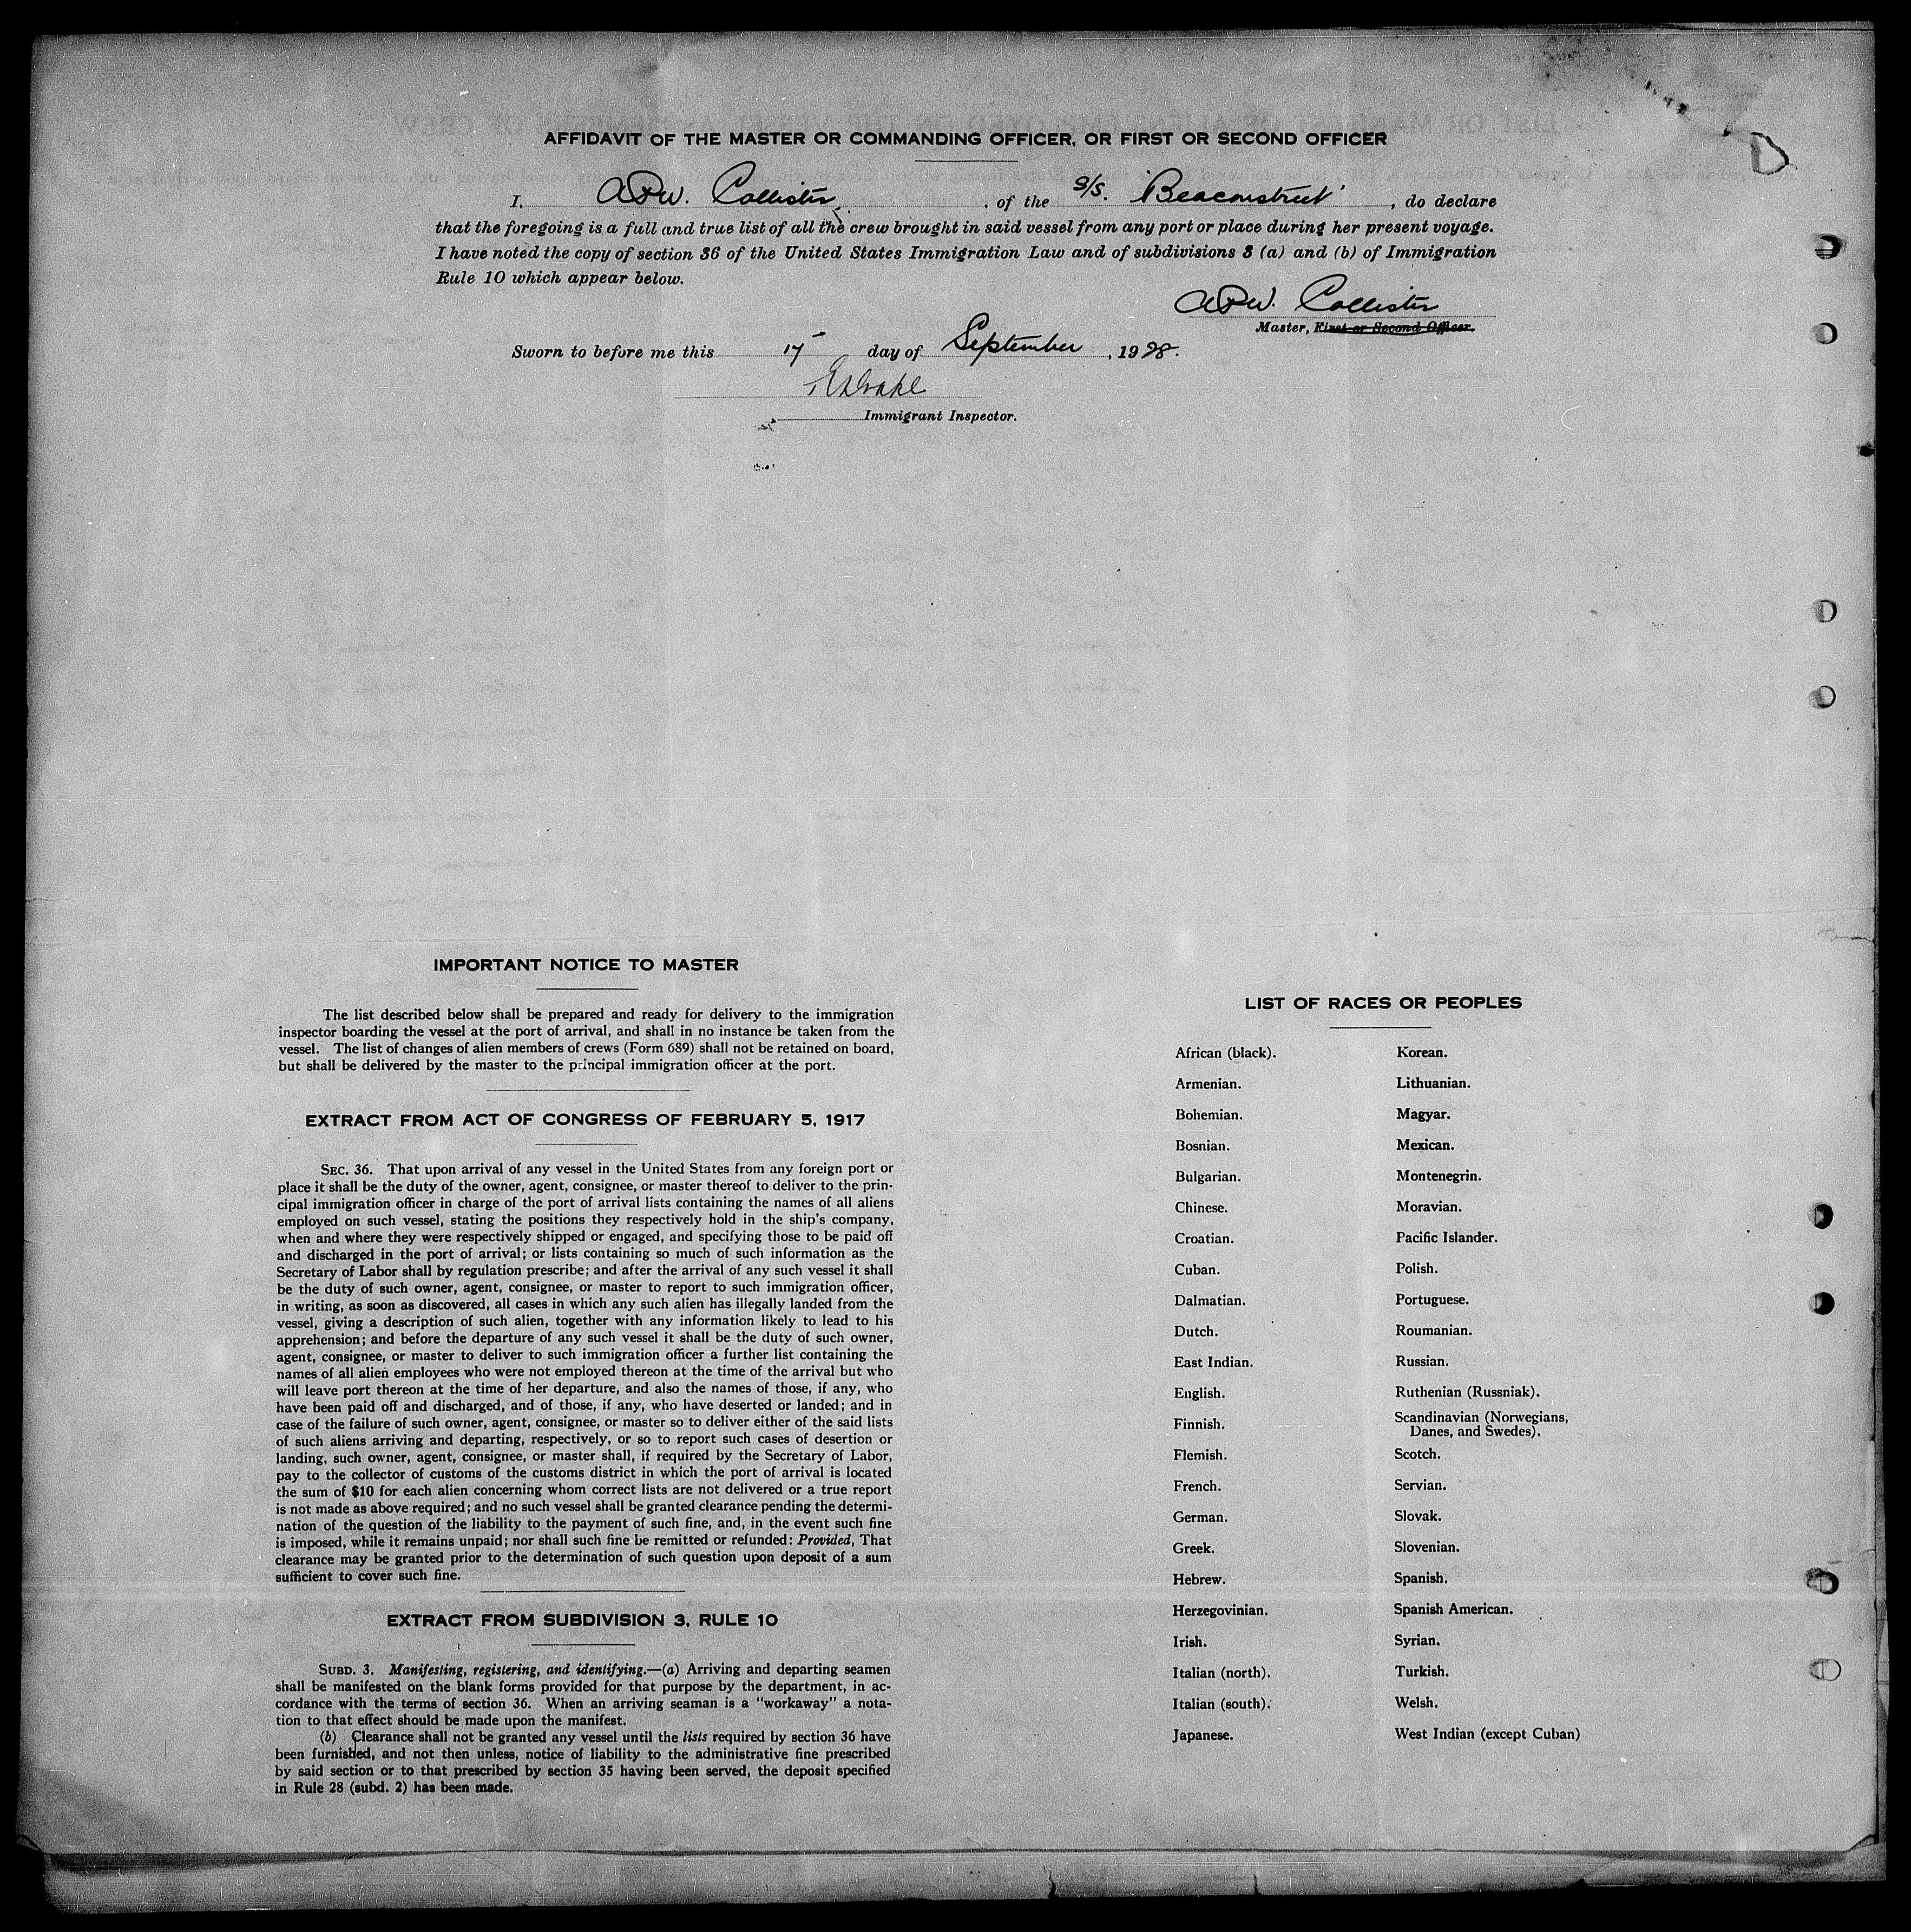 AFFIDAVIT OF THE MASTER OR COMMANDING OFFICER, OR FIRST OR SECOND OFFICER
I, Collister, of the S/S. "Beaconstreet", do declare
that the foregoing is a full and true list of all the crew brought in said vessel from any port or place during her present voyage.
I have noted the copy of section 36 of the United States Immigration Law and of subdivisions 3 (a) and (b) of Immigration
Rule 10 which appear below.
Collister
Master, First or Second Officer.
Sworn to before me this 17 day of September, 1928.
Immigrant Inspector.
IMPORTANT NOTICE TO MASTER
The list described below shall be prepared and ready for delivery to the immigration
inspector boarding the vessel at the port of arrival, and shall in no instance be taken from the
vessel. The list of changes of alien members of crews (Form 689) shall not be retained on board,
but shall be delivered by the master to the principal immigration officer at the port.
EXTRACT FROM ACT OF CONGRESS OF FEBRUARY 5, 1917
SEC. 36. That upon arrival of any vessel in the United States from any foreign port or
place it shall be the duty of the owner, agent, consignee, or master thereof to deliver to the prin-
cipal immigration officer in charge of the port of arrival lists containing the names of all aliens
employed on such vessel, stating the positions they respectively hold in the ship's company,
when and where they were respectively shipped or engaged, and specifying those to be paid off
and discharged in the port of arrival; or lists containing so much of such information as the
Secretary of Labor shall by regulation prescribe; and after the arrival of any such vessel it shall
be the duty of such owner, agent, consignee, or master to report to such immigration officer,
in writing, as soon as discovered, all cases in which any such alien has illegally landed from the
vessel, giving a description of such alien, together with any information likely to lead to his
apprehension; and before the departure of any such vessel it shall be the duty of such owner,
agent, consignee, or master to deliver to such immigration officer a further list containing the
names of all alien employees who were not employed thereon at the time of the arrival but who
will leave port thereon at the time of her departure, and also the names of those, if any, who
have been paid off and discharged, and of those, if any, who have deserted or landed; and in
case of the failure of such owner, agent, consignee, or master so to deliver either of the said lists
of such aliens arriving and departing, respectively, or so to report such cases of desertion or
landing, such owner, agent, consignee, or master shall, if required by the Secretary of Labor,
pay to the collector of customs of the customs district in which the port of arrival is located
the sum of $10 for each alien concerning whom correct lists are not delivered or a true report
is not made as above required; and no such vessel shall be granted clearance pending the determi-
nation of the question of the liability to the payment of such fine, and, in the event such fine
is imposed, while it remains unpaid; nor shall such fine be remitted or refunded: Provided, That
clearance may be granted prior to the determination of such question upon deposit of a sum
sufficient to cover such fine.
EXTRACT FROM SUBDIVISION 3, RULE 10
SUBD. 3. Manifesting, registering, and identifying.—(a) Arriving and departing seamen
shall be manifested on the blank forms provided for that purpose by the department, in ac-
cordance with the terms of section 36. When an arriving seaman is a "workaway" a nota-
tion to that effect should be made upon the manifest.
(b) Clearance shall not be granted any vessel until the lists required by section 36 have
been furnished, and not then unless, notice of liability to the administrative fine prescribed
by said section or to that prescribed by section 35 having been served, the deposit specified
in Rule 28 (subd. 2) has been made.
LIST OF RACES OR PEOPLES
African (black).
Armenian.
Bohemian.
Bosnian.
Bulgarian.
Chinese.
Croatian.
Cuban.
Dalmatian.
Dutch.
East Indian.
English.
Finnish.
Flemish.
French.
German.
Greek.
Hebrew.
Herzegovinian.
Irish.
Italian (north).
Italian (south).
Japanese.
Korean.
Lithuanian.
Magyar.
Mexican.
Montenegrin.
Moravian.
Pacific Islander.
Polish.
Portuguese.
Roumanian.
Russian.
Ruthenian (Russniak).
Scandinavian (Norwegians,
Danes, and Swedes).
Scotch.
Servian.
Slovak.
Slovenian.
Spanish.
Spanish American.
Syrian.
Turkish.
Welsh.
West Indian (except Cuban)